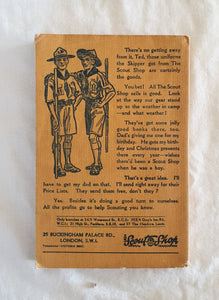 There's no getting away
from it, Ted, those uniforms
the Skipper got from The
Scout Shop are certainly
the goods.
You bet! All The Scout
Shop sells is good. Look
at the way our gear stood
up to the weather in camp
—and what weather!
They've got some jolly
good books there, too.
Dad's giving me one for my
birthday. He gets my birth-
day and Christmas presents
there every year—wishes
there'd been a Scout Shop
when he was a boy.
That's a great idea. I'll
have to get my dad on that. I'll send right away for their
Price Lists. They send them free, don't they?
Yes. Besides it's doing a good turn to ourselves.
All the profits go to help Scouting you know.
25 BUCKINGHAM PALACE RD.,
LONDON, S.W.1.
The Scout Shop